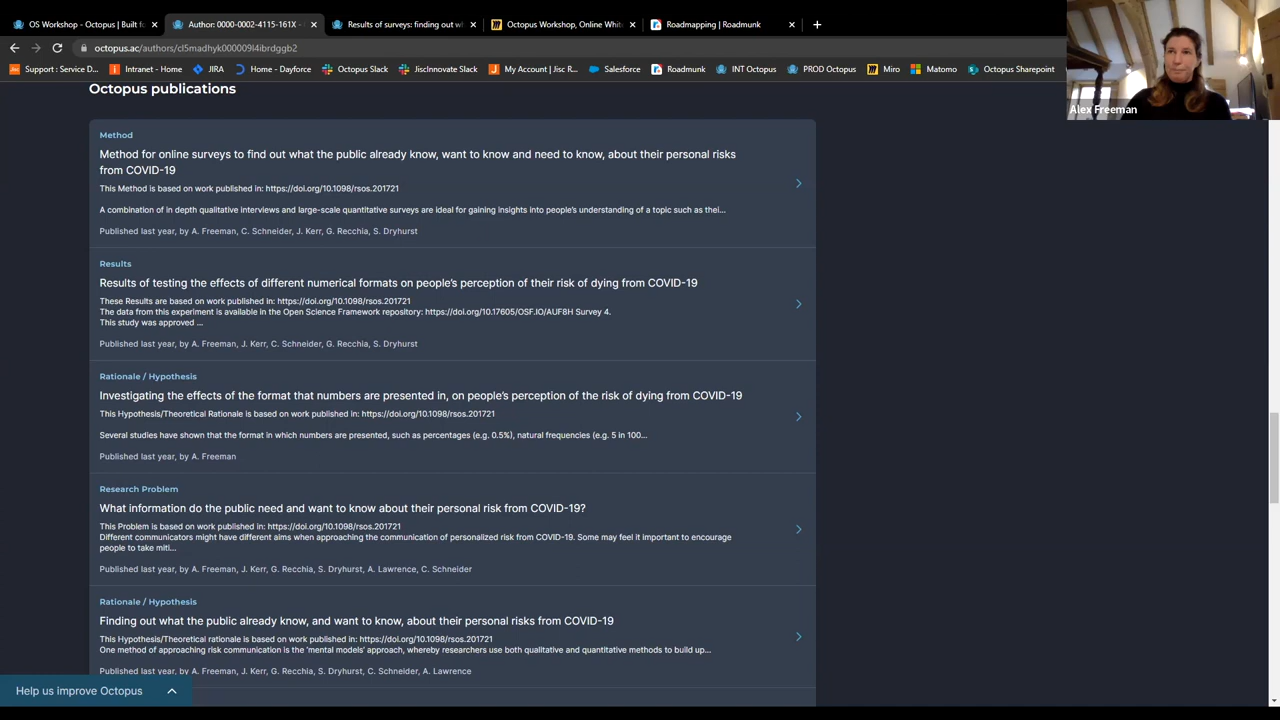 OS Workshop - Octopus | Built fo
Author: 0000-0002-4115-161X -
Results of surveys: finding out w
Octopus Workshop, Online Whit
Roadmapping | Roadmunk
octopus.ac/authors/cl5madhyk000009l4ibrdggb2
Support : Service D...
Intranet - Home
JIRA
Home - Dayforce
Octopus Slack
JiscInnovate Slack
My Account | Jisc R...
Salesforce
Roadmunk
INT Octopus
PROD Octopus
Miro
Matomo
Octopus Sharepoint
Alex Freeman
Octopus publications
Method
Method for online surveys to find out what the public already know, want to know and need to know, about their personal risks
from COVID-19
This Method is based on work published in: https://doi.org/10.1098/rsos.201721
A combination of in depth qualitative interviews and large-scale quantitative surveys are ideal for gaining insights into people's understanding of a topic such as thei...
Published last year, by A. Freeman, C. Schneider, J. Kerr, G. Recchia, S. Dryhurst
Results
Results of testing the effects of different numerical formats on people's perception of their risk of dying from COVID-19
These Results are based on work published in: https://doi.org/10.1098/rsos.201721
The data from this experiment is available in the Open Science Framework repository: https://doi.org/10.17605/OSF.IO/AUF8H Survey 4.
This study was approved ...
Published last year, by A. Freeman, J. Kerr, C. Schneider, G. Recchia, S. Dryhurst
Rationale / Hypothesis
Investigating the effects of the format that numbers are presented in, on people's perception of the risk of dying from COVID-19
This Hypothesis/Theoretical Rationale is based on work published in: https://doi.org/10.1098/rsos.201721
Several studies have shown that the format in which numbers are presented, such as percentages (e.g. 0.5%), natural frequencies (e.g. 5 in 100...
Published last year, by A. Freeman
Research Problem
What information do the public need and want to know about their personal risk from COVID-19?
This Problem is based on work published in: https://doi.org/10.1098/rsos.201721
Different communicators might have different aims when approaching the communication of personalized risk from COVID-19. Some may feel it important to encourage
people to take miti...
Published last year, by A. Freeman, J. Kerr, G. Recchia, S. Dryhurst, A. Lawrence, C. Schneider
Rationale / Hypothesis
Finding out what the public already know, and want to know, about their personal risks from COVID-19
This Hypothesis/Theoretical rationale is based on work published in: https://doi.org/10.1098/rsos.201721
One method of approaching risk communication is the 'mental models' approach, whereby researchers use both qualitative and quantitative methods to build up...
Published last year, by A. Freeman, J. Kerr, G. Recchia, S. Dryhurst, C. Schneider, A. Lawrence
Help us improve Octopus